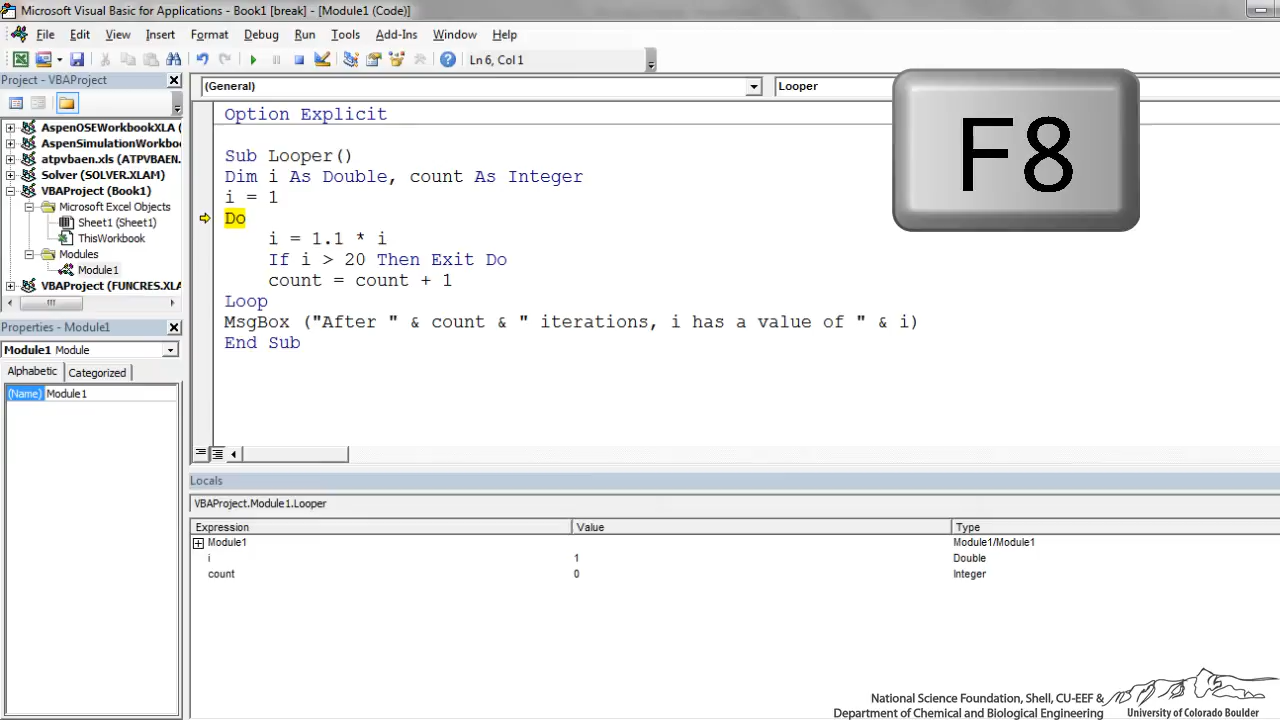 Microsoft Visual Basic for Applications - Book1 [break] - [Module1 (Code)]
File Edit View Insert Format Debug Run Tools Add-Ins Window Help
Ln 6, Col 1
Project - VBAProject
(General)
Looper
AspenOSEWorkbookXLA (
AspenSimulationWorkbo
atpvbaen.xls (ATPVBAEN.
Solver (SOLVER.XLAM)
VBAProject (Book1)
Microsoft Excel Objects
Sheet1 (Sheet1)
ThisWorkbook
Modules
Module1
VBAProject (FUNCRES.XLA
Properties - Module1
Module1 Module
Alphabetic Categorized
(Name) Module1
Option Explicit
Sub Looper()
Dim i As Double, count As Integer
i = 1
Do
i = 1.1 * i
If i > 20 Then Exit Do
count = count + 1
Loop
MsgBox ("After " & count & " iterations, i has a value of " & i)
End Sub
F8
Locals
VBAProject.Module1.Looper
Expression Value Type
Module1 Module1/Module1
i 1 Double
count 0 Integer
National Science Foundation, Shell, CU-EEF &
Department of Chemical and Biological Engineering
University of Colorado Boulder